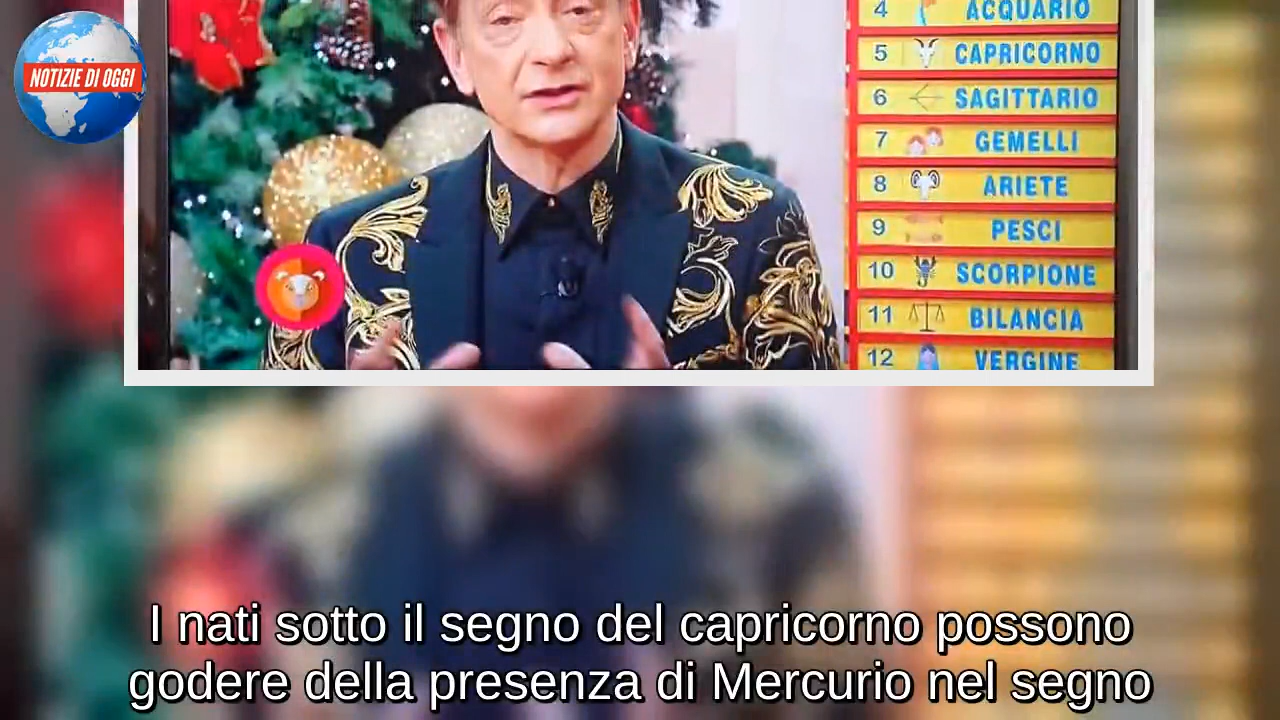 NOTIZIE DI OGGI
4 ACQUARIO
5 CAPRICORNO
6 SAGITTARIO
7 GEMELLI
8 ARIETE
9 PESCI
10 SCORPIONE
11 BILANCIA
12 VERGINE
I nati sotto il segno del capricorno possono
godere della presenza di Mercurio nel segno